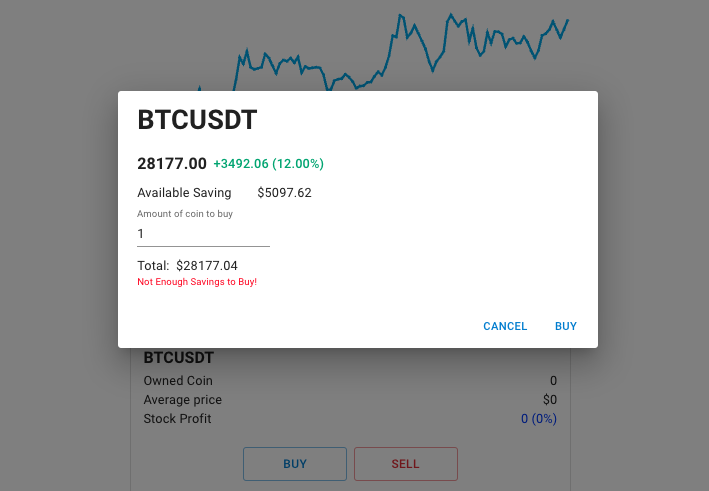 BTCUSDT
28177.00 +3492.06 (12.00%)
Available Saving $5097.62
Amount of coin to buy
1
Total: $28177.04
Not Enough Savings to Buy!
CANCEL BUY
BTCUSDT
Owned Coin 0
Average price $0
Stock Profit 0 (0%)
BUY SELL